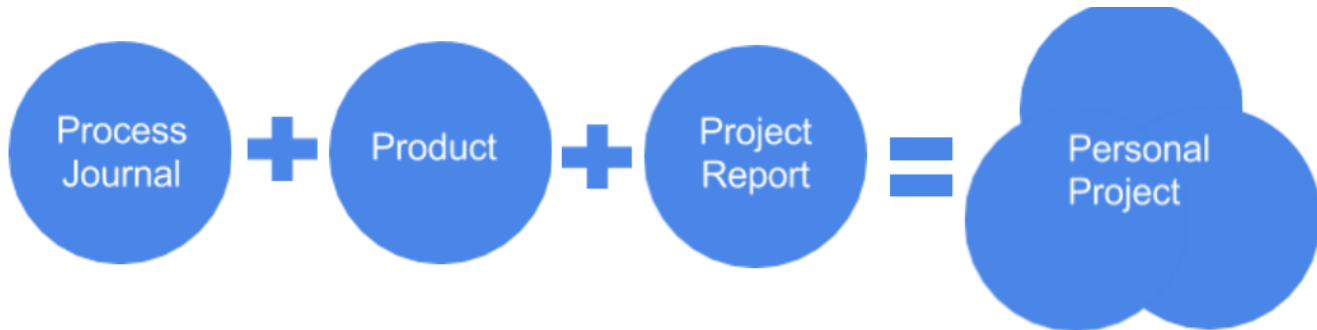 Process
Journal
+
Product
+
Project
Report
=
Personal
Project